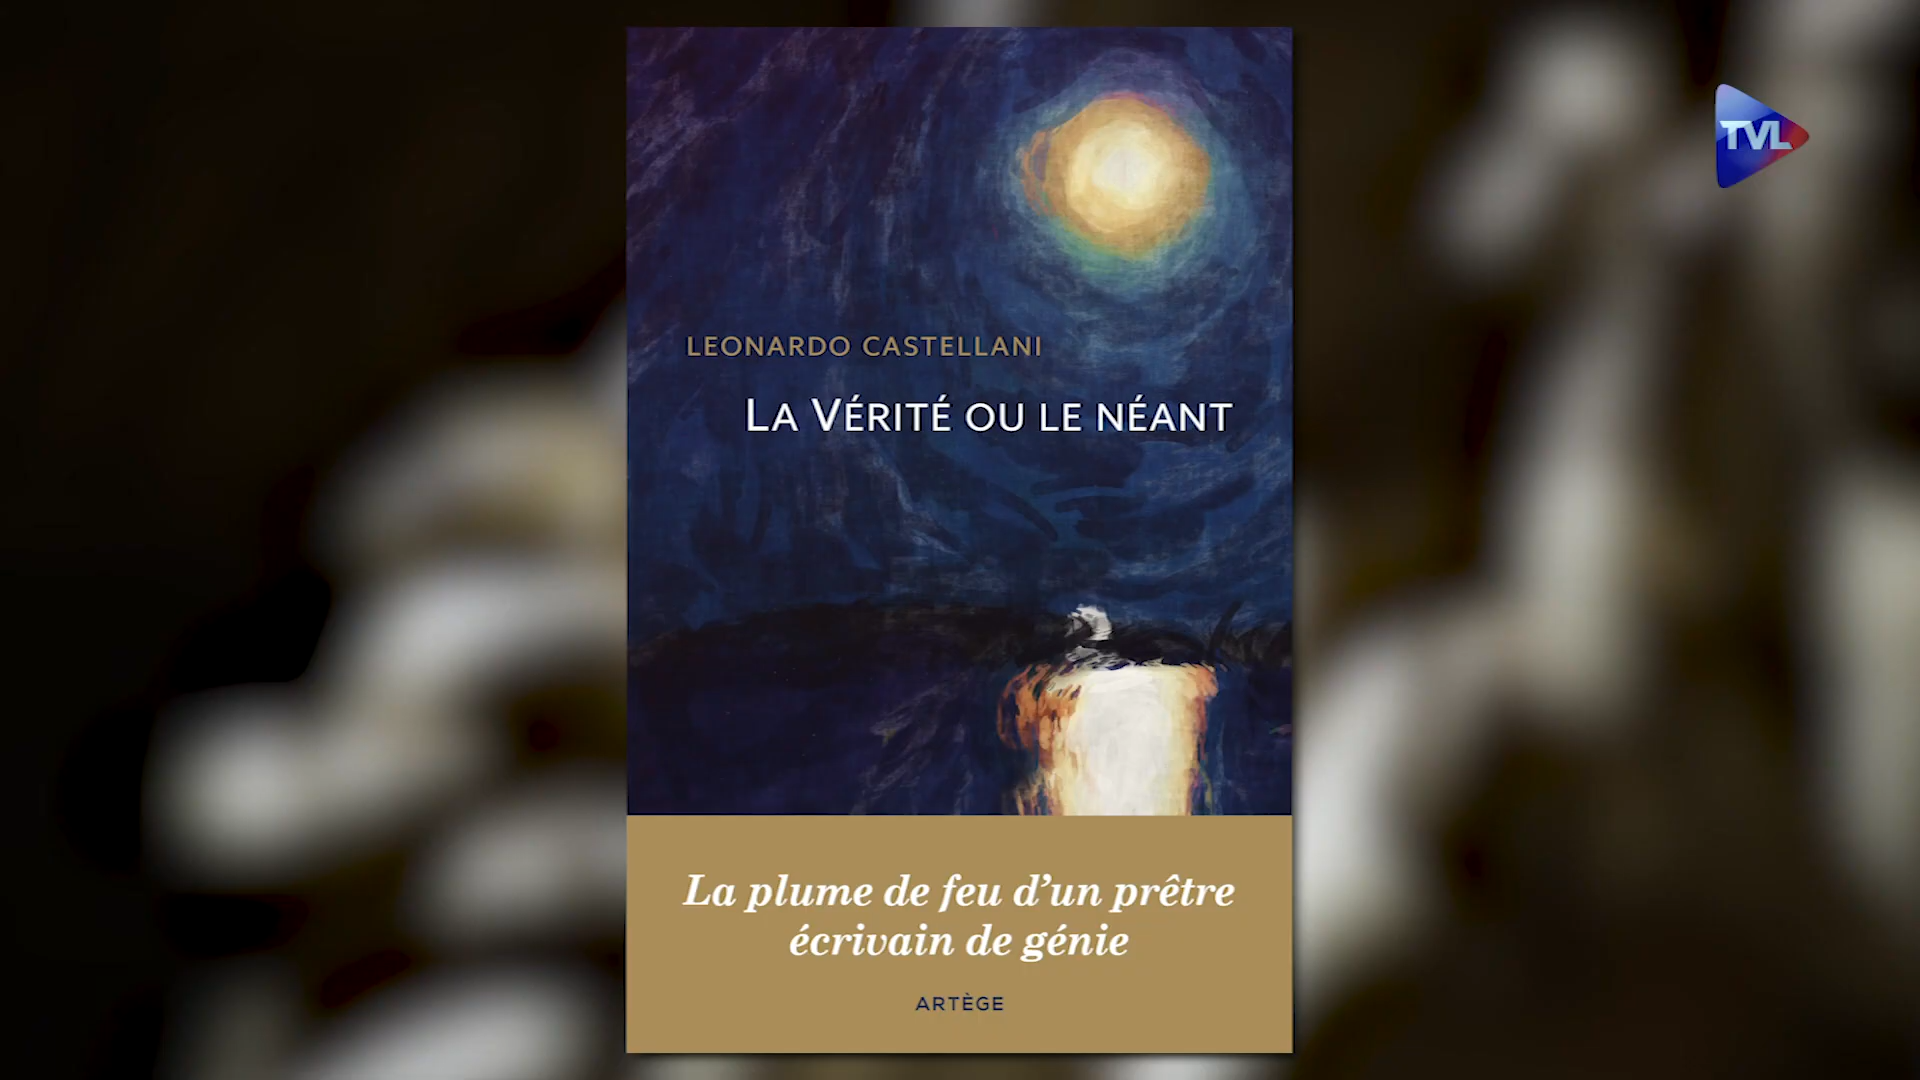 TVL
LEONARDO CASTELLANI
LA VÉRITÉ OU LE NÉANT
La plume de feu d’un prêtre
écrivain de génie
ARTÈGE